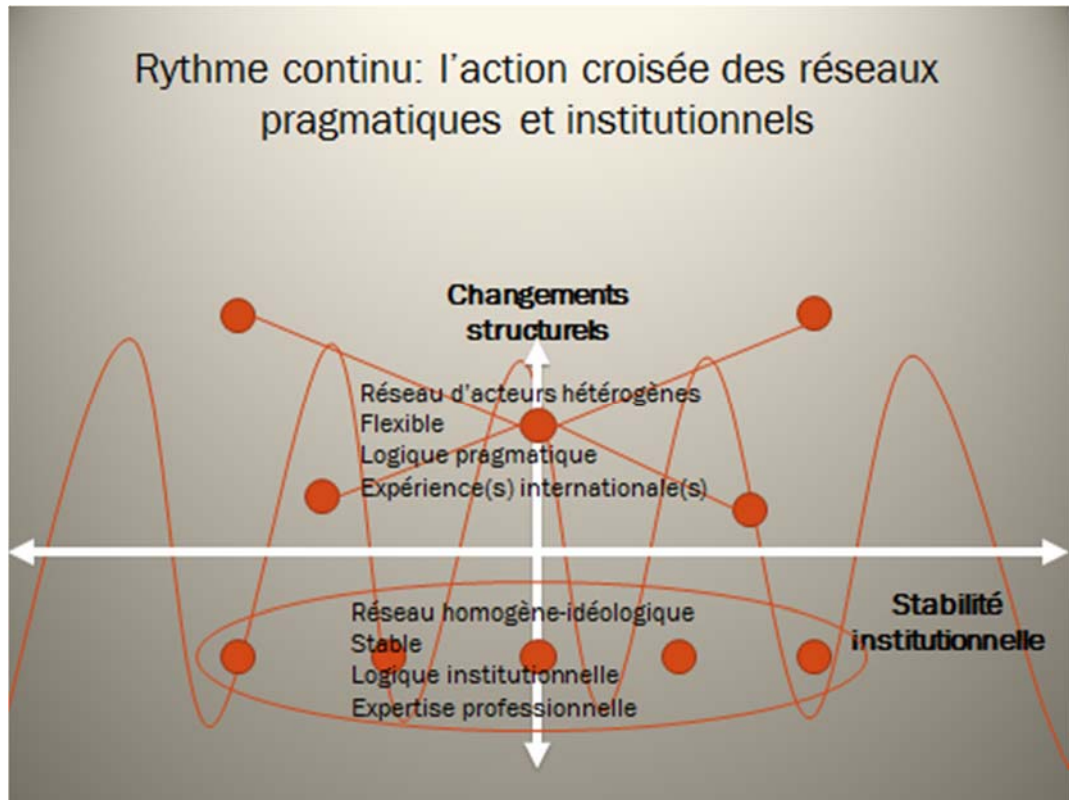 Rythme continu: l'action croisée des réseaux
pragmatiques et institutionnels
Changements
structurels
Réseau d'acteurs hétérogènes
Flexible
Logique pragmatique
Expérience(s) internationale(s)
Stabilité
institutionnelle
Réseau homogène-idéologique
Stable
Logique institutionnelle
Expertise professionnelle